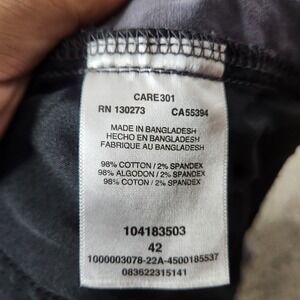 CARE301
RN 130273 CA55394
MADE IN BANGLADESH
HECHO EN BANGLADESH
FABRIQUE AU BANGLADESH
98% COTTON / 2% SPANDEX
98% ALGODON / 2% SPANDEX
98% COTON / 2% SPANDEX
104183503
42
1000003078-22A-4500185537
083622315141